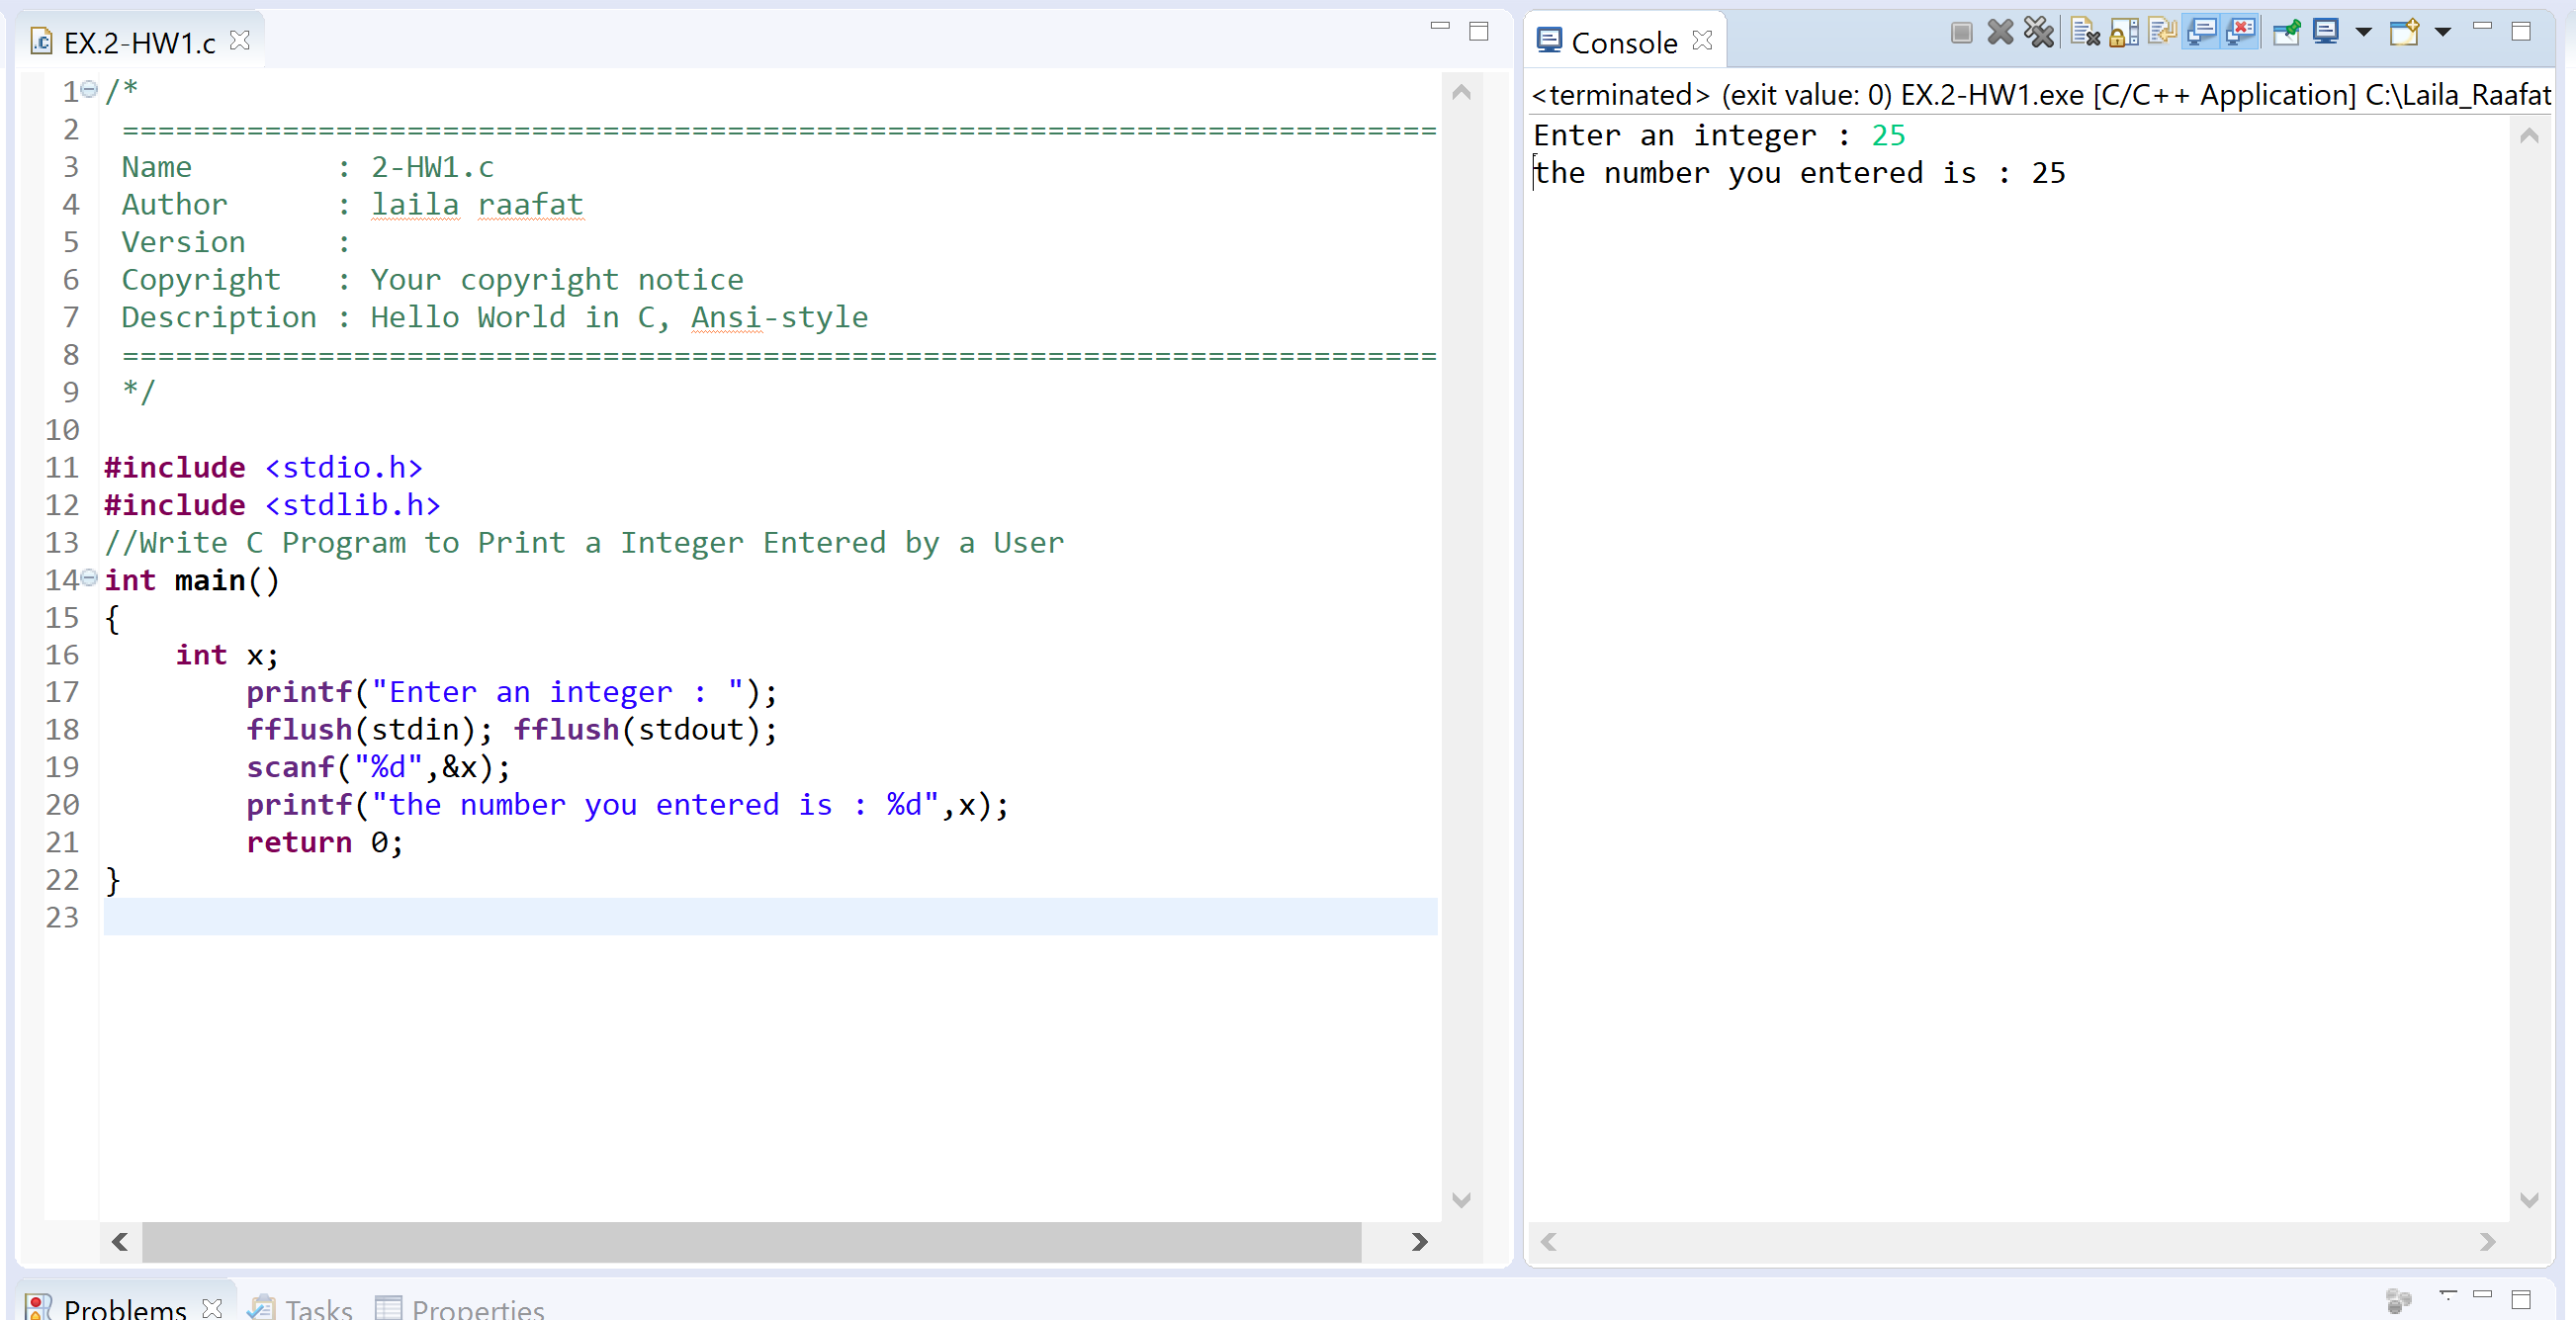 EX.2-HW1.c
1 /*
2 ==========================================================================
3 Name : 2-HW1.c
4 Author : laila raafat
5 Version :
6 Copyright : Your copyright notice
7 Description : Hello World in C, Ansi-style
8 ==========================================================================
9 */
10
11 #include <stdio.h>
12 #include <stdlib.h>
13 //Write C Program to Print a Integer Entered by a User
14 int main()
15 {
16 int x;
17 printf("Enter an integer : ");
18 fflush(stdin); fflush(stdout);
19 scanf("%d",&x);
20 printf("the number you entered is : %d",x);
21 return 0;
22 }
23
Console
<terminated> (exit value: 0) EX.2-HW1.exe [C/C++ Application] C:\Laila_Raafat
Enter an integer : 25
the number you entered is : 25
Problems Tasks Properties